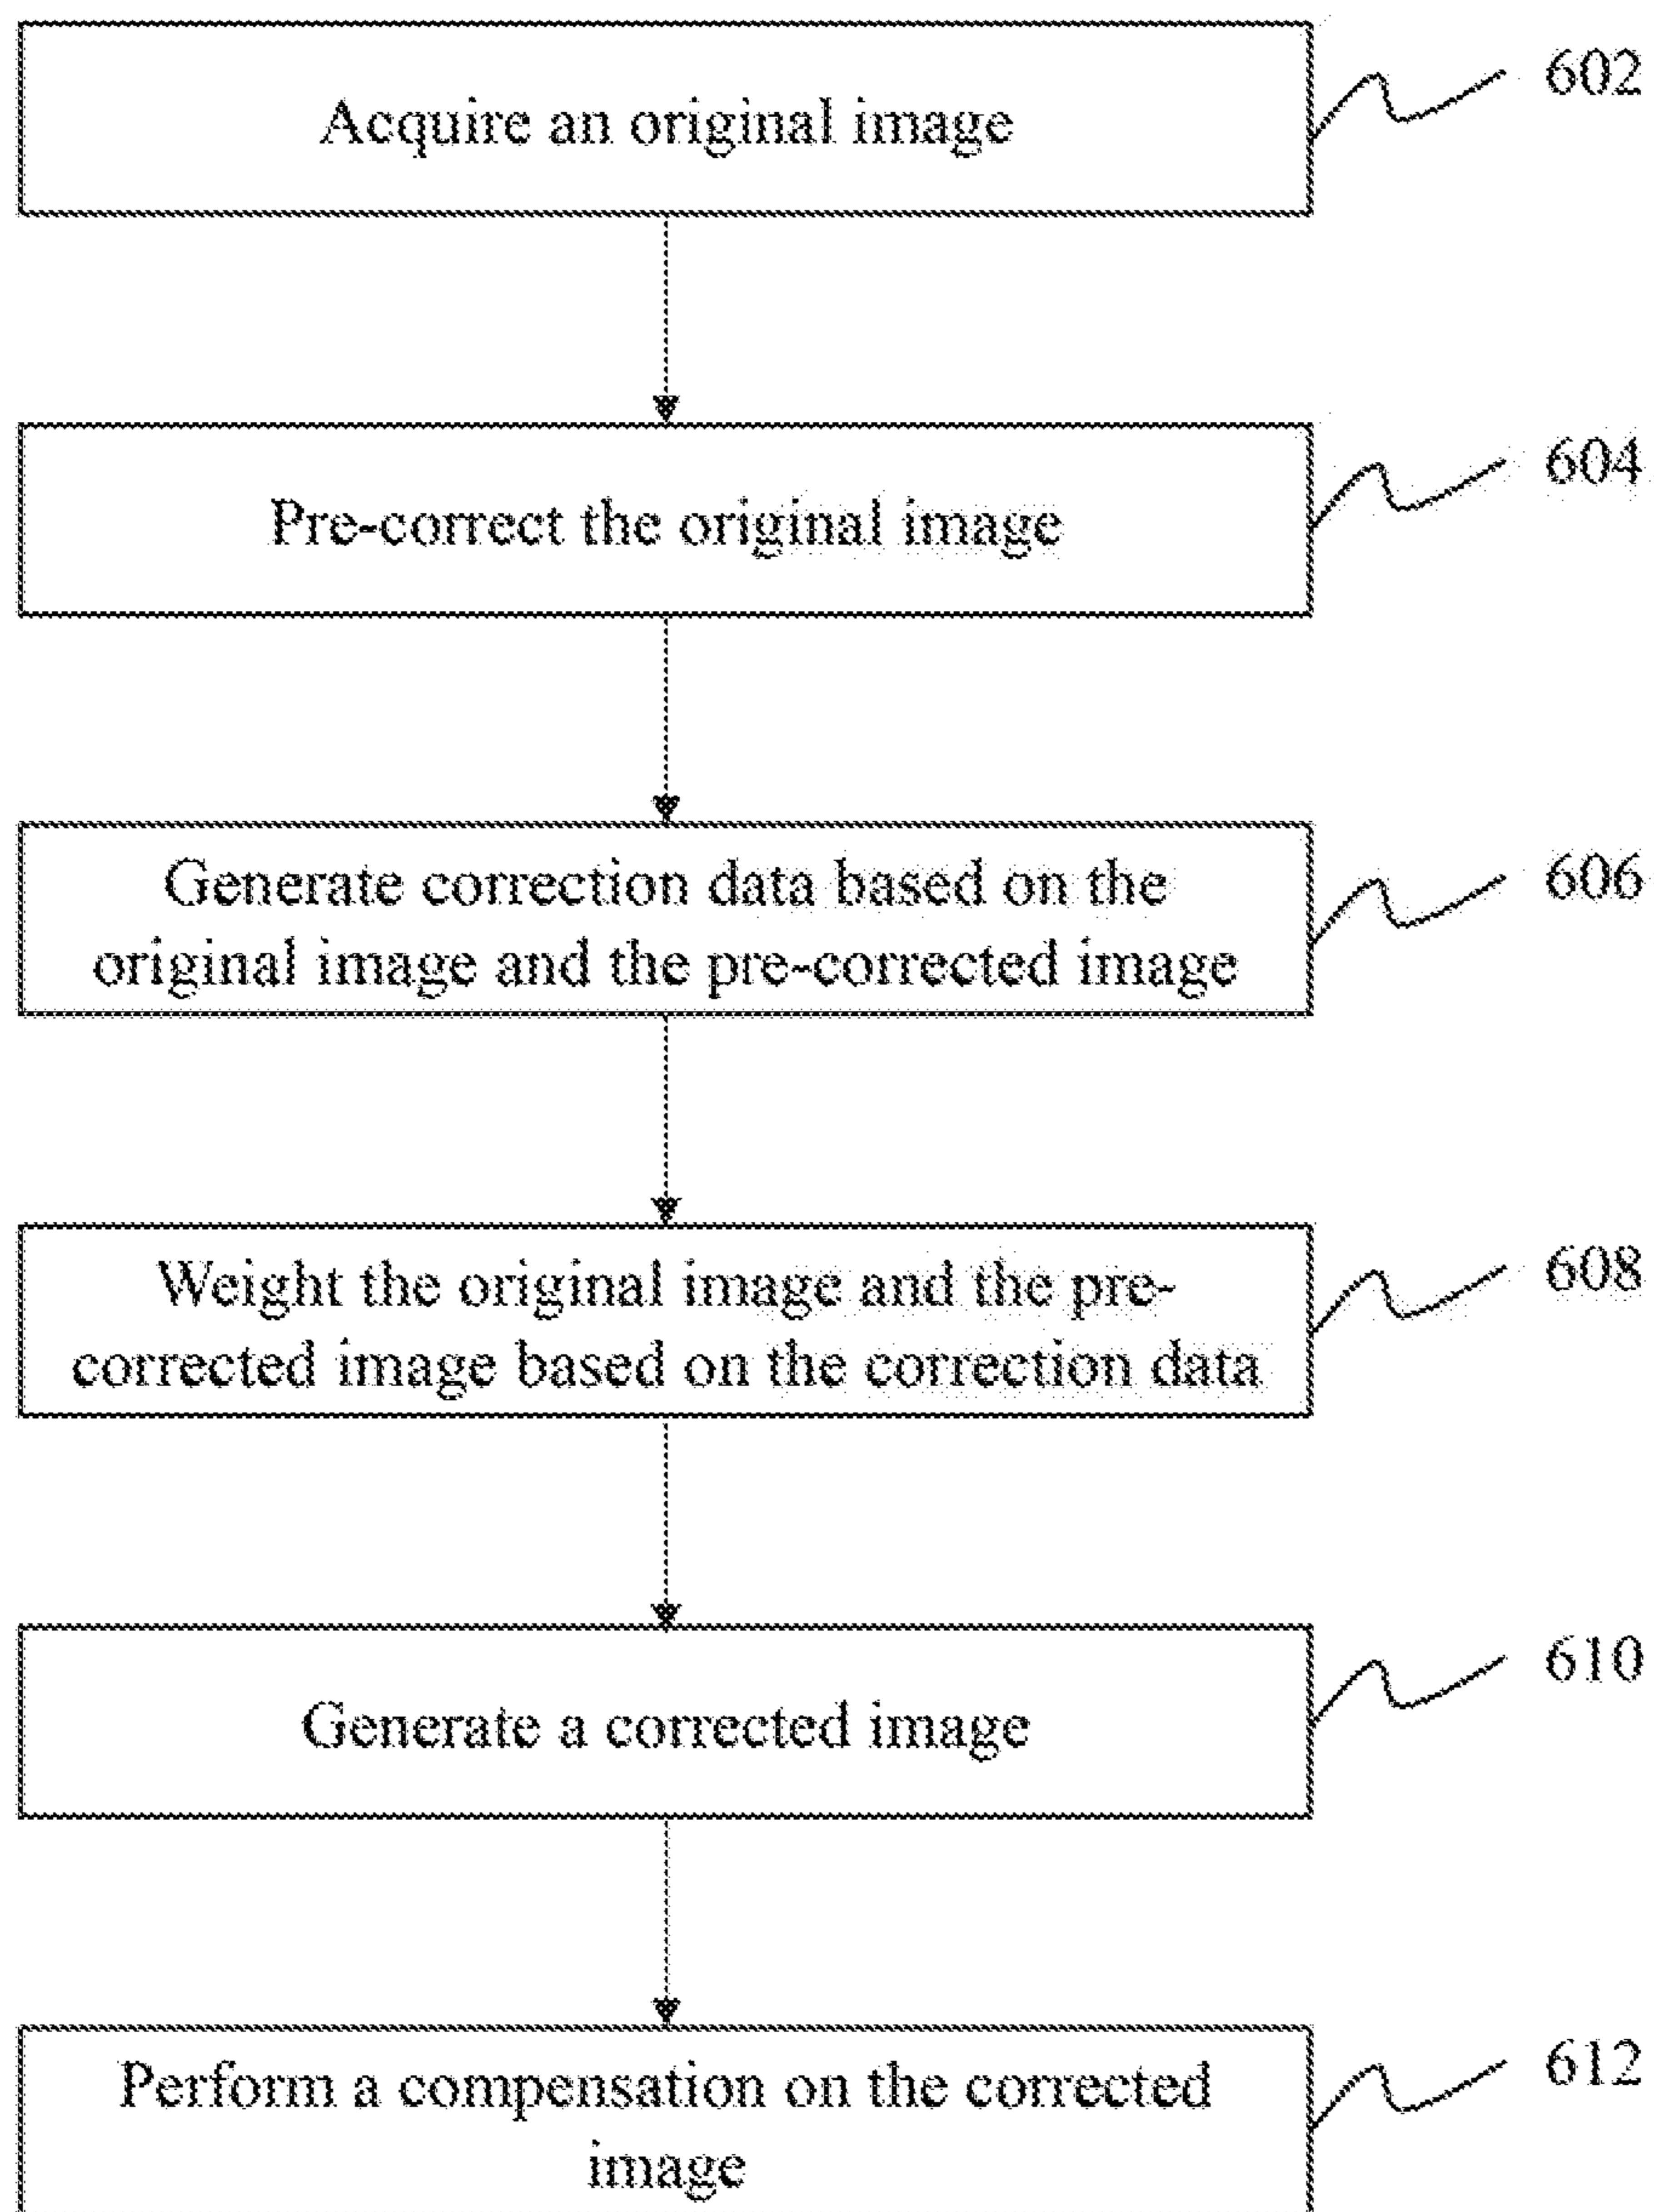 602
Acquire an original image
604
Pre-correct the original image
606
Generate correction data based on the
original image and the pre-corrected image
608
Weight the original image and the pre-
corrected image based on the correction data
610
Generate a corrected image
612
Perform a compensation on the corrected
image